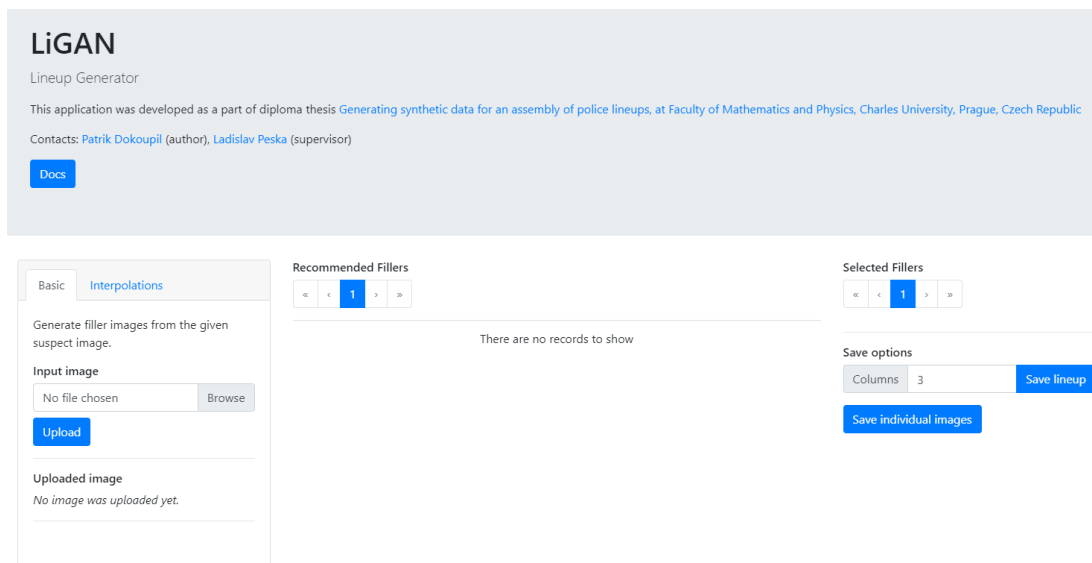 LiGAN
Lineup Generator
This application was developed as a part of diploma thesis Generating synthetic data for an assembly of police lineups, at Faculty of Mathematics and Physics, Charles University, Prague, Czech Republic
Contacts: Patrik Dokoupil (author), Ladislav Peska (supervisor)
Docs
Basic Interpolations
Generate filler images from the given
suspect image.
Input image
No file chosen Browse
Upload
Uploaded image
No image was uploaded yet.
Recommended Fillers
« ‹ 1 › »
There are no records to show
Selected Fillers
« ‹ 1 › »
Save options
Columns 3 Save lineup
Save individual images